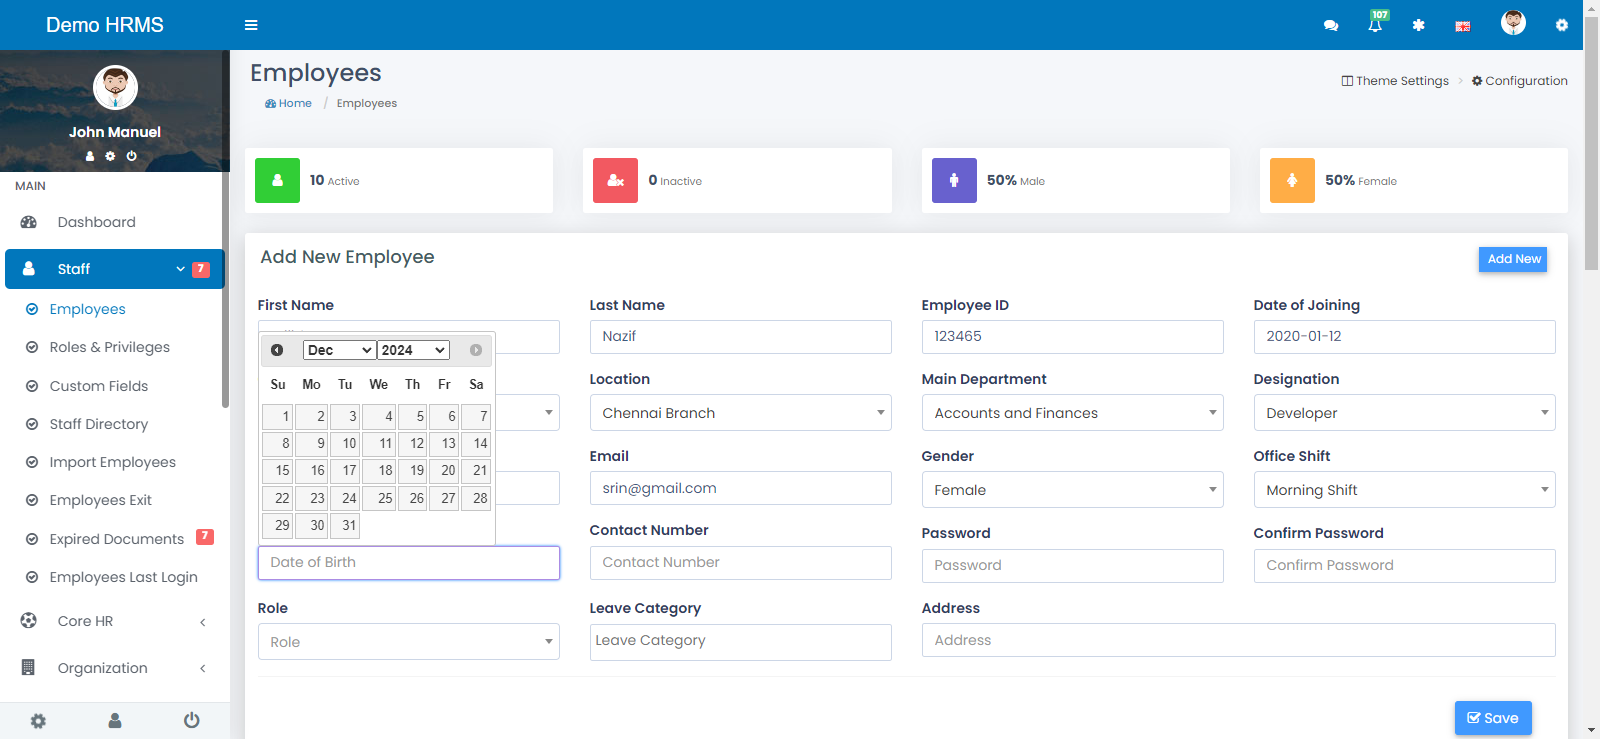 Demo HRMS
107
John Manuel
MAIN
Dashboard
Staff 7
Employees
Roles & Privileges
Custom Fields
Staff Directory
Import Employees
Employees Exit
Expired Documents 7
Employees Last Login
Core HR
Organization
Employees
Home / Employees
Theme Settings > Configuration
10 Active
0 Inactive
50% Male
50% Female
Add New Employee
Add New
First Name
Last Name
Nazif
Employee ID
123465
Date of Joining
2020-01-12
Dec 2024
Su Mo Tu We Th Fr Sa
1 2 3 4 5 6 7
8 9 10 11 12 13 14
15 16 17 18 19 20 21
22 23 24 25 26 27 28
29 30 31
Location
Chennai Branch
Main Department
Accounts and Finances
Designation
Developer
Email
srin@gmail.com
Gender
Female
Office Shift
Morning Shift
Date of Birth
Contact Number
Contact Number
Password
Password
Confirm Password
Confirm Password
Role
Role
Leave Category
Leave Category
Address
Address
Save